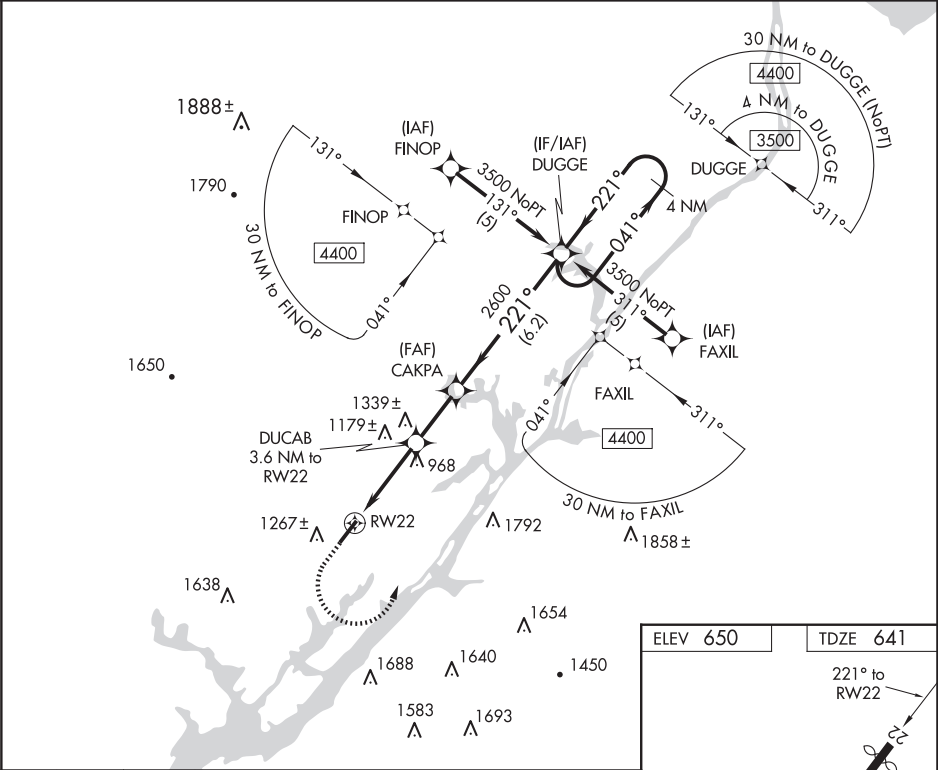 30 NM to DUGGE (NoPT)
4400
4 NM to DUGGE
3500
131°
DUGGE
311°
1888±
(IAF)
FINOP
(IF/IAF)
DUGGE
131°
3500 NoPT
131°
(5)
221°
4 NM
1790
FINOP
041°
4400
30 NM to FINOP
041°
3500 NoPT
311°
(5)
2600
221°
(6.2)
(IAF)
FAXIL
(FAF)
CAKPA
1650
FAXIL
041°
311°
1339±
1179±
4400
DUCAB
3.6 NM to
RW22
968
30 NM to FAXIL
1267±
RW22
1792
1858±
1638
1654
ELEV 650
TDZE 641
1688
1640
1450
221° to
RW22
1583
1693
22